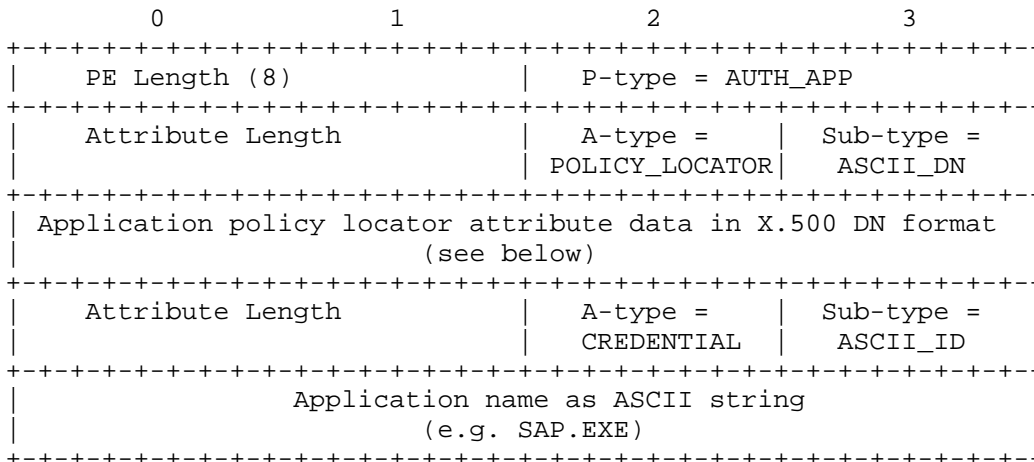 0 1 2 3
+-+-+-+-+-+-+-+-+-+-+-+-+-+-+-+-+-+-+-+-+-+-+-+-+-+-+-+-+-+-+-+-+-
| PE Length (8) | P-type = AUTH_APP
+-+-+-+-+-+-+-+-+-+-+-+-+-+-+-+-+-+-+-+-+-+-+-+-+-+-+-+-+-+-+-+-+-
| Attribute Length | A-type = | Sub-type =
| | POLICY_LOCATOR| ASCII_DN
+-+-+-+-+-+-+-+-+-+-+-+-+-+-+-+-+-+-+-+-+-+-+-+-+-+-+-+-+-+-+-+-+-
| Application policy locator attribute data in X.500 DN format
| (see below)
+-+-+-+-+-+-+-+-+-+-+-+-+-+-+-+-+-+-+-+-+-+-+-+-+-+-+-+-+-+-+-+-+-
| Attribute Length | A-type = | Sub-type =
| | CREDENTIAL | ASCII_ID
+-+-+-+-+-+-+-+-+-+-+-+-+-+-+-+-+-+-+-+-+-+-+-+-+-+-+-+-+-+-+-+-+-
| Application name as ASCII string
| (e.g. SAP.EXE)
+-+-+-+-+-+-+-+-+-+-+-+-+-+-+-+-+-+-+-+-+-+-+-+-+-+-+-+-+-+-+-+-+-